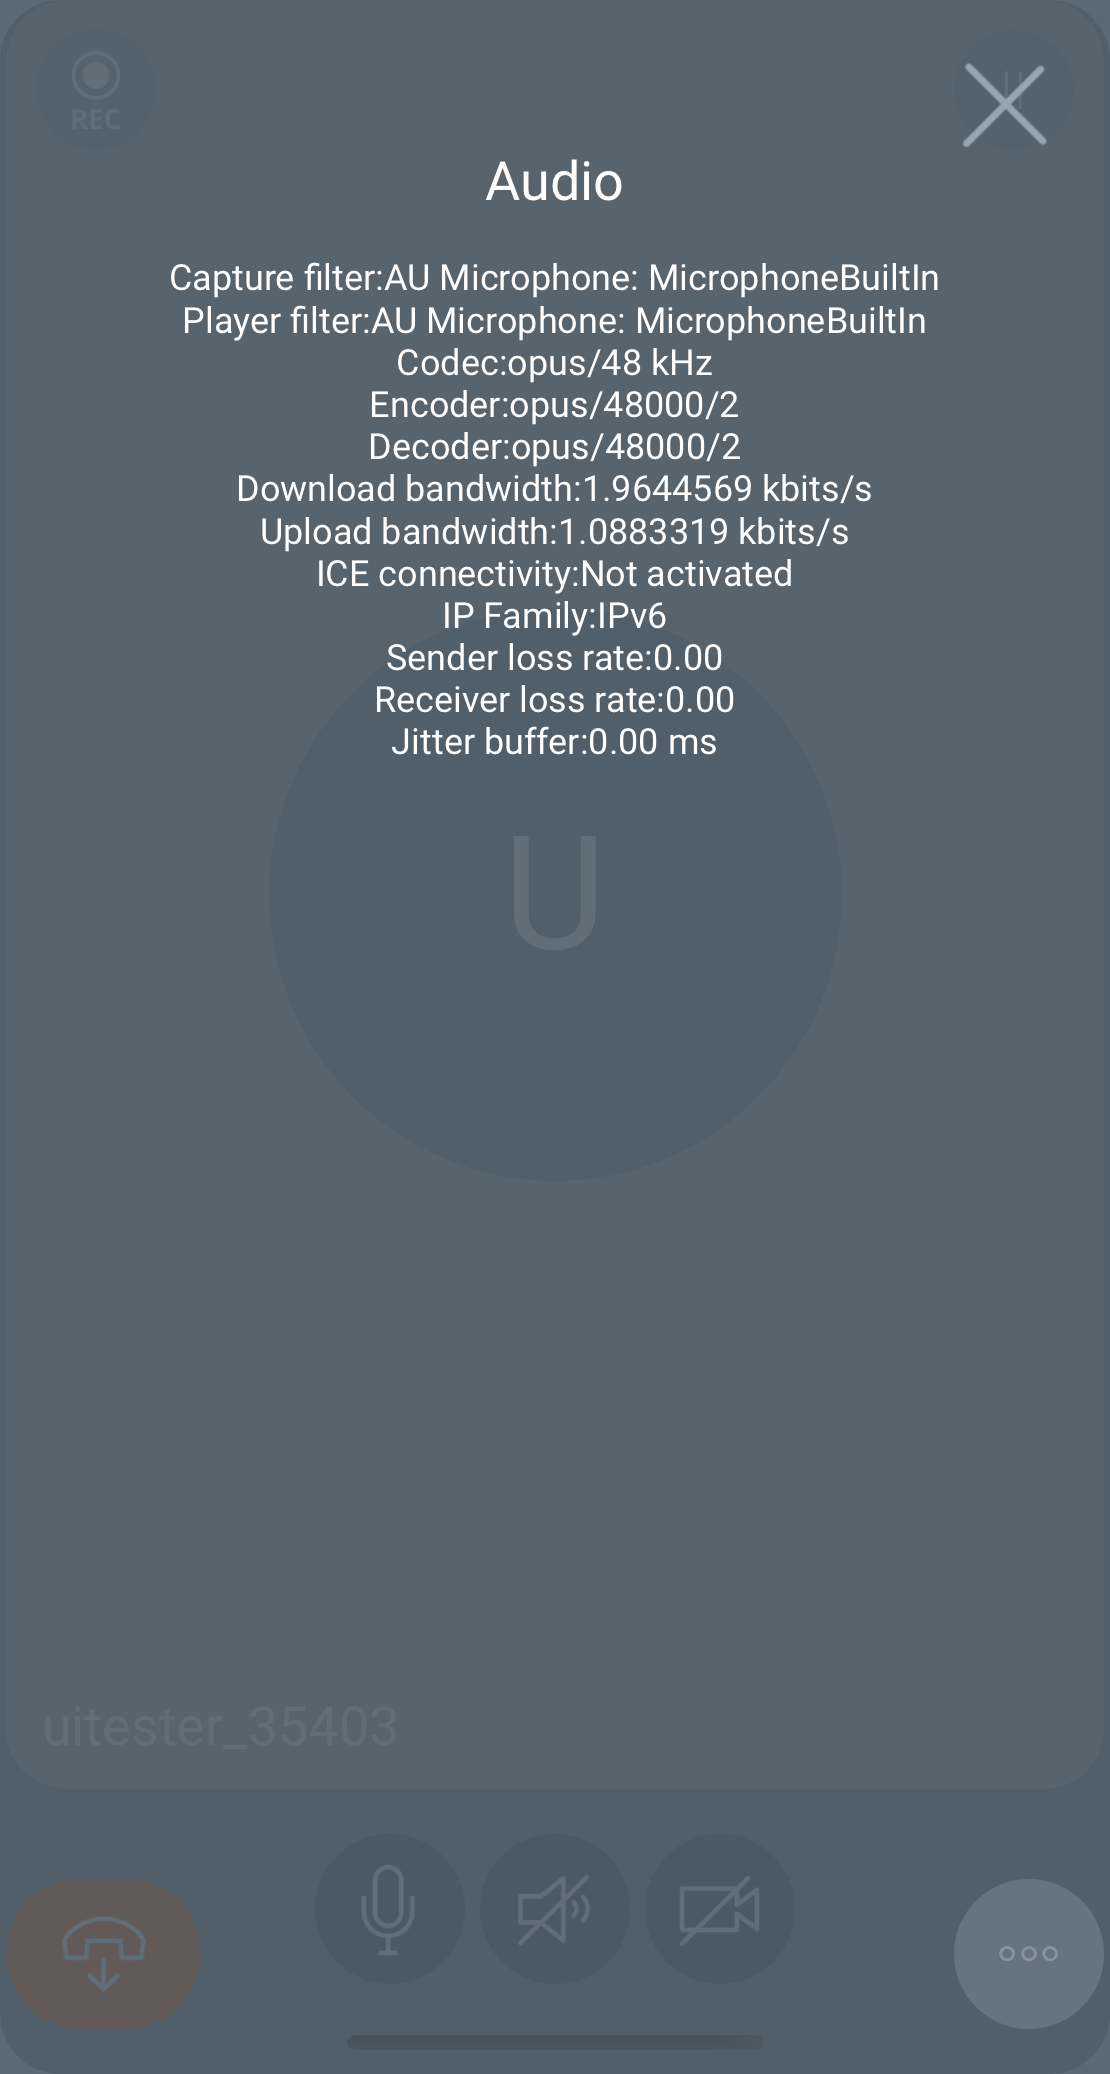 REC
Audio
Capture filter:AU Microphone: MicrophoneBuiltIn
Player filter:AU Microphone: MicrophoneBuiltIn
Codec:opus/48 kHz
Encoder:opus/48000/2
Decoder:opus/48000/2
Download bandwidth:1.9644569 kbits/s
Upload bandwidth:1.0883319 kbits/s
ICE connectivity:Not activated
IP Family:IPv6
Sender loss rate:0.00
Receiver loss rate:0.00
Jitter buffer:0.00 ms
U
uitester_35403